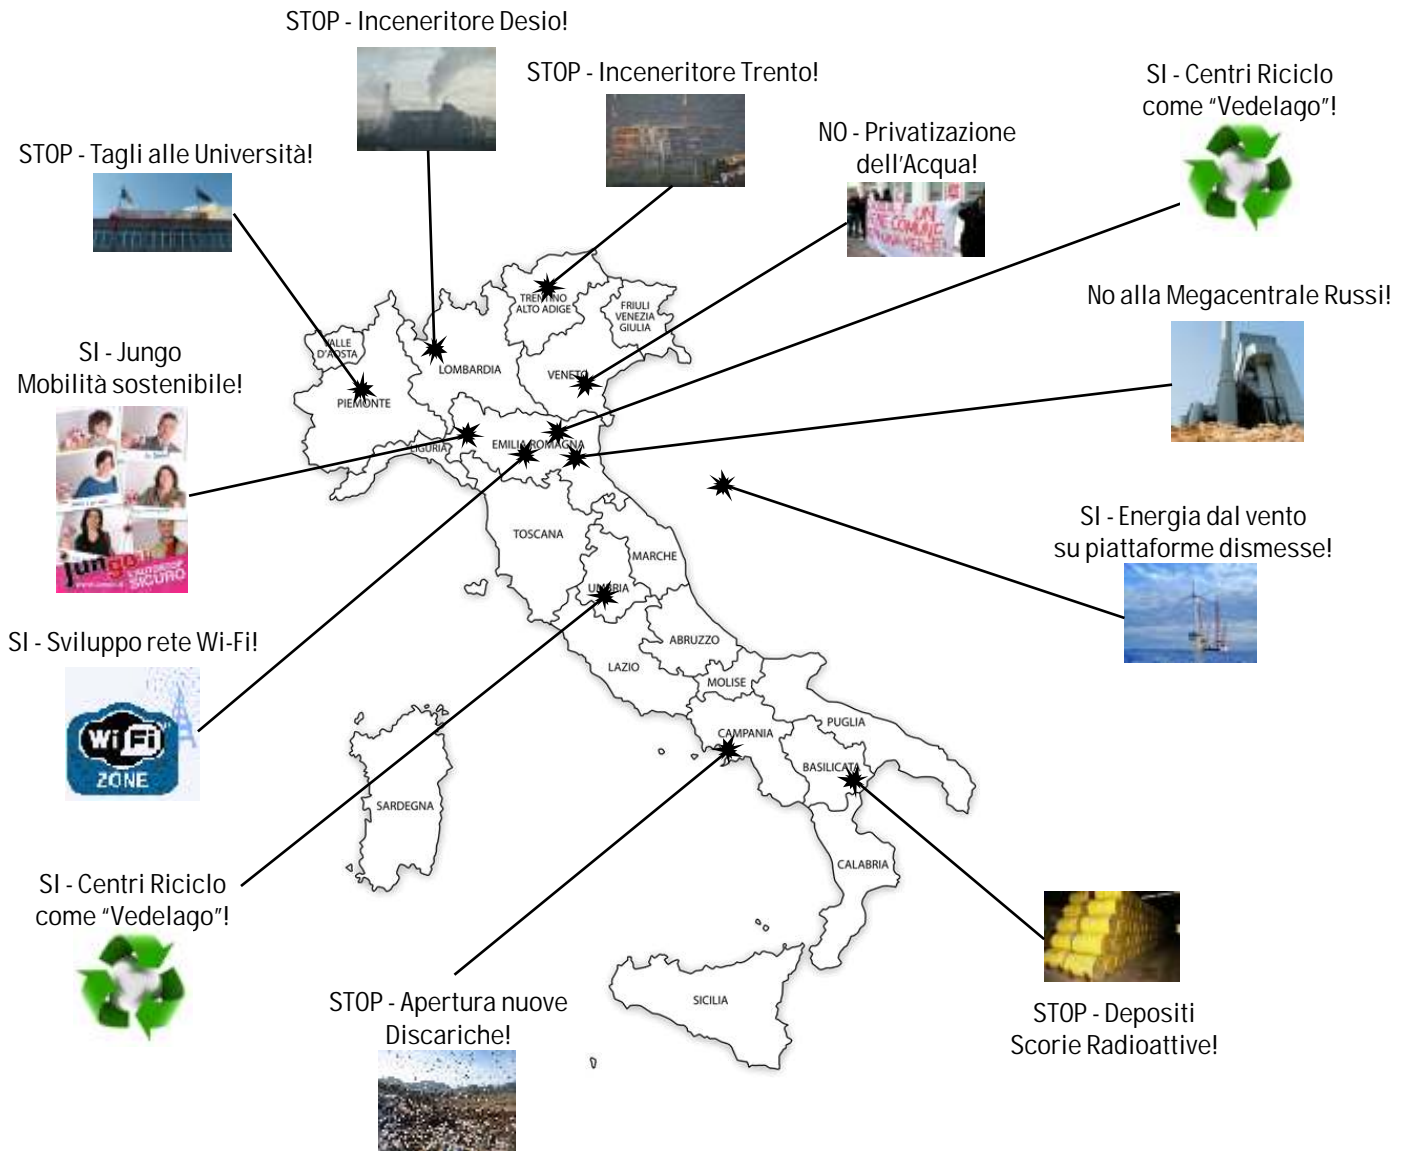 STOP - Inceneritore Desio!
STOP - Inceneritore Trento!
SI - Centri Riciclo
come “Vedelago”!
NO - Privatizazione
dell'Acqua!
STOP - Tagli alle Università!
No alla Megacentrale Russi!
SI - Jungo
Mobilità sostenibile!
SI - Energia dal vento
su piattaforme dismesse!
SI - Sviluppo rete Wi-Fi!
SI - Centri Riciclo
come “Vedelago”!
STOP - Apertura nuove
Discariche!
STOP - Depositi
Scorie Radioattive!
UN
COMUNE
jungo
SICURO
Wi Fi
ZONE
TRENTINO
ALTO ADIGE
FRIULI
VENEZIA
GIULIA
VALLE
D'AOSTA
LOMBARDIA
VENETO
PIEMONTE
EMILIA ROMAGNA
LIGURIA
TOSCANA
MARCHE
UMBRIA
ABRUZZO
LAZIO
MOLISE
PUGLIA
CAMPANIA
BASILICATA
SARDEGNA
CALABRIA
SICILIA